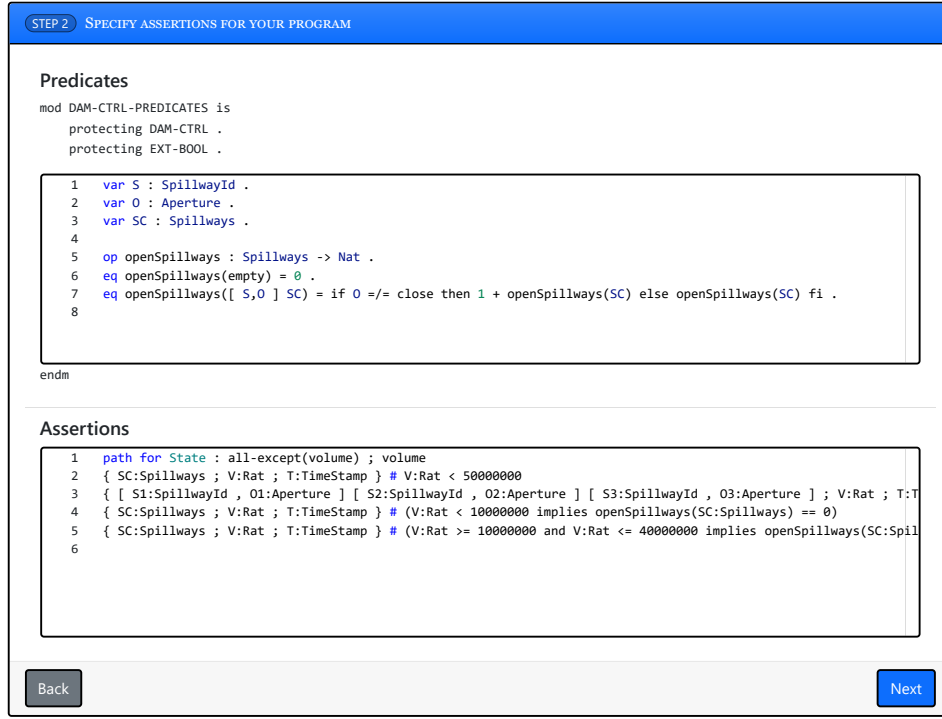 STEP 2 Specify assertions for your program
Predicates
mod DAM-CTRL-PREDICATES is
protecting DAM-CTRL .
protecting EXT-BOOL .
1 var S : SpillwayId .
2 var O : Aperture .
3 var SC : Spillways .
4
5 op openSpillways : Spillways -> Nat .
6 eq openSpillways(empty) = 0 .
7 eq openSpillways([ S,O ] SC) = if O =/= close then 1 + openSpillways(SC) else openSpillways(SC) fi .
8
endm
Assertions
1 path for State : all-except(volume) ; volume
2 { SC:Spillways ; V:Rat ; T:TimeStamp } # V:Rat < 50000000
3 { [ S1:SpillwayId , O1:Aperture ] [ S2:SpillwayId , O2:Aperture ] [ S3:SpillwayId , O3:Aperture ] ; V:Rat ; T:T
4 { SC:Spillways ; V:Rat ; T:TimeStamp } # (V:Rat < 10000000 implies openSpillways(SC:Spillways) == 0)
5 { SC:Spillways ; V:Rat ; T:TimeStamp } # (V:Rat >= 10000000 and V:Rat <= 40000000 implies openSpillways(SC:Spil
6
Back
Next